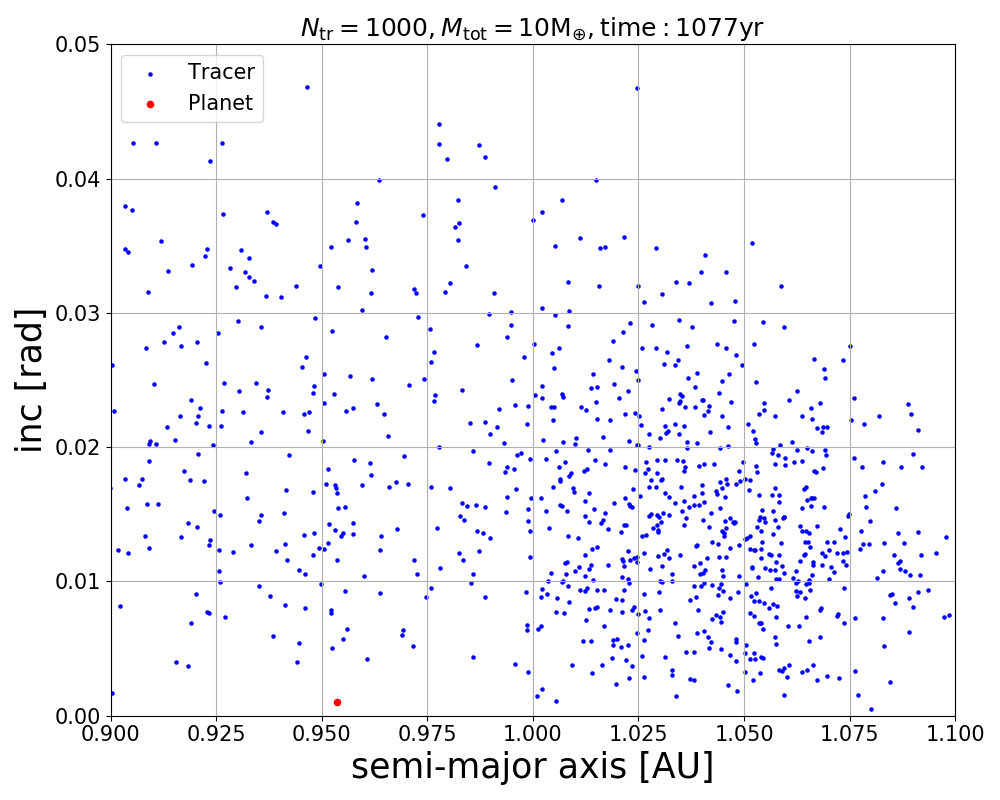 N_tr = 1000, M_tot = 10M_⊕, time : 1077yr
Tracer
Planet
inc [rad]
0.05
0.04
0.03
0.02
0.01
0.00
0.900 0.925 0.950 0.975 1.000 1.025 1.050 1.075 1.100
semi-major axis [AU]